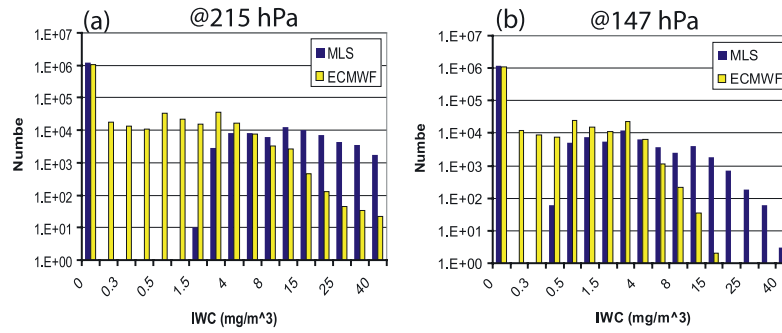 (a) @215 hPa
1.E+07
1.E+06
1.E+05
1.E+04
1.E+03
1.E+02
1.E+01
1.E+00
Numbe
MLS
ECMWF
0 0.3 0.5 1.5 4 8 15 25 40
IWC (mg/m^3)
(b) @147 hPa
1.E+07
1.E+06
1.E+05
1.E+04
1.E+03
1.E+02
1.E+01
1.E+00
Numbe
MLS
ECMWF
0 0.3 0.5 1.5 4 8 15 25 40
IWC (mg/m^3)